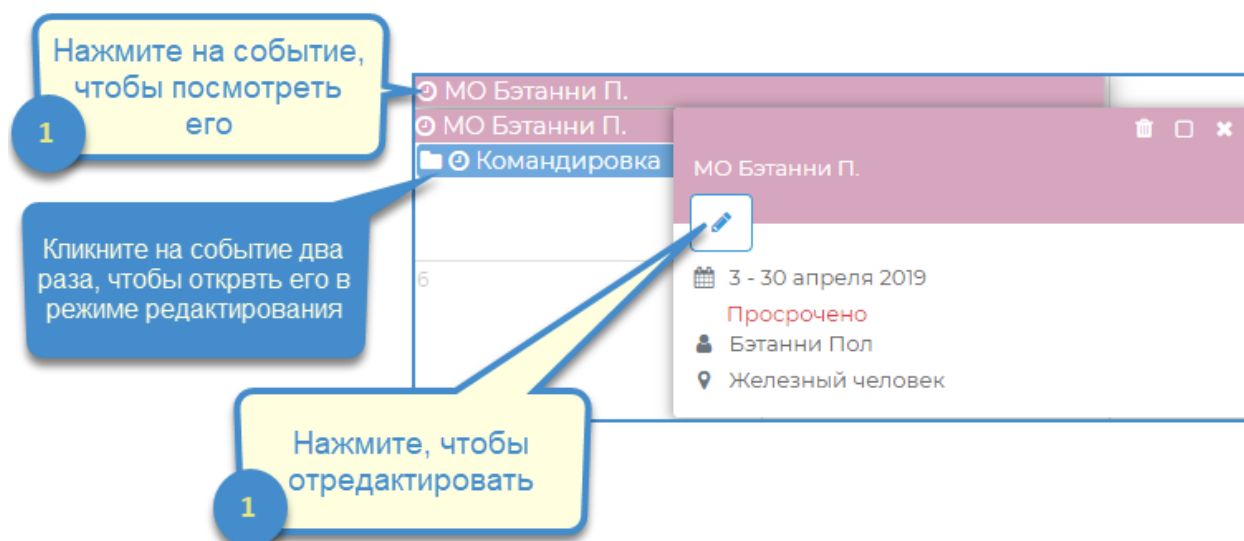 Нажмите на событие,
чтобы посмотреть
его
1
МО Бэтанни П.
МО Бэтанни П.
Командировка
МО Бэтанни П.
Кликните на событие два
раза, чтобы открвть его в
режиме редактирования
6
3 - 30 апреля 2019
Просрочено
Бэтанни Пол
Железный человек
Нажмите, чтобы
отредактировать
1